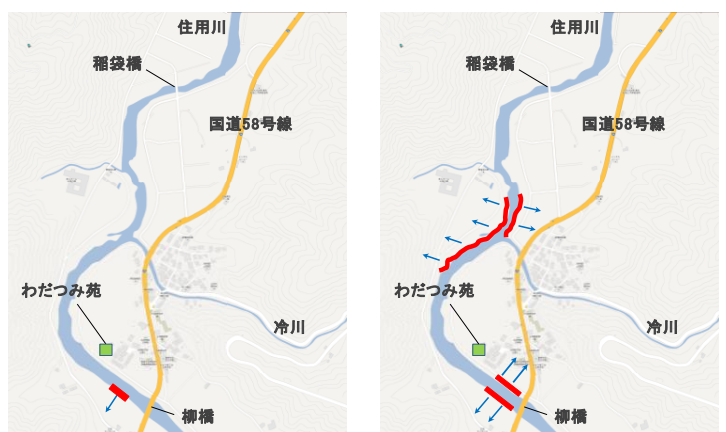 住用川
稲袋橋
国道58号線
わだつみ苑
冷川
柳橋
住用川
稲袋橋
国道58号線
わだつみ苑
冷川
柳橋